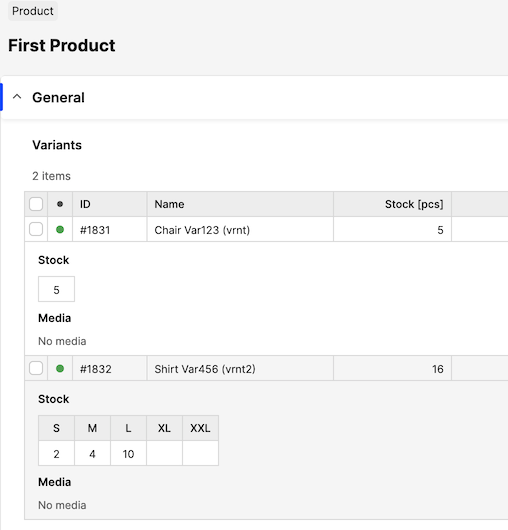 Product
First Product
General
Variants
2 items
ID Name Stock [pcs]
#1831 Chair Var123 (vrnt) 5
Stock
5
Media
No media
#1832 Shirt Var456 (vrnt2) 16
Stock
S M L XL XXL
2 4 10
Media
No media